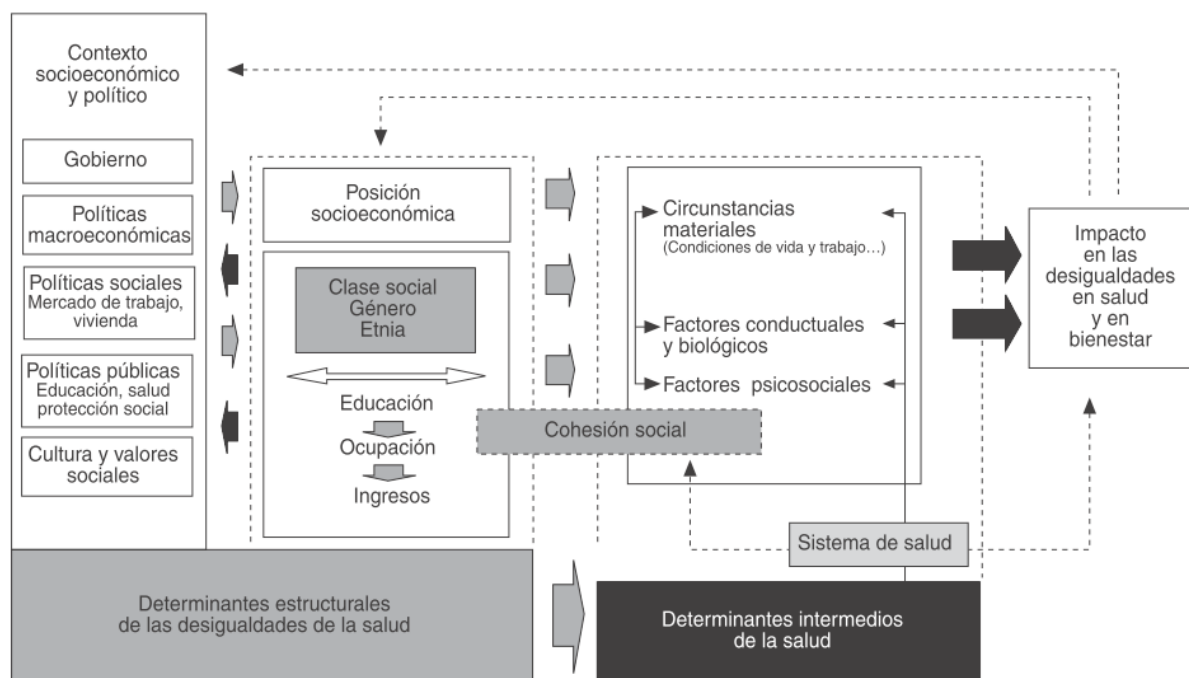 Contexto
socioeconómico
y político
Gobierno
Políticas
macroeconómicas
Políticas sociales
Mercado de trabajo,
vivienda
Políticas públicas
Educación, salud
protección social
Cultura y valores
sociales
Posición
socioeconómica
Clase social
Género
Etnia
Educación
Ocupación
Ingresos
Cohesión social
Circunstancias
materiales
(Condiciones de vida y trabajo…)
Factores conductuales
y biológicos
Factores psicosociales
Sistema de salud
Impacto
en las
desigualdades
en salud
y en
bienestar
Determinantes estructurales
de las desigualdades de la salud
Determinantes intermedios
de la salud